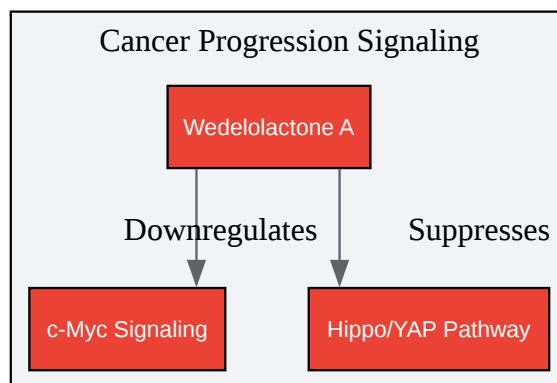 Cancer Progression Signaling
Wedelolactone A
Downregulates
Suppresses
c-Myc Signaling
Hippo/YAP Pathway